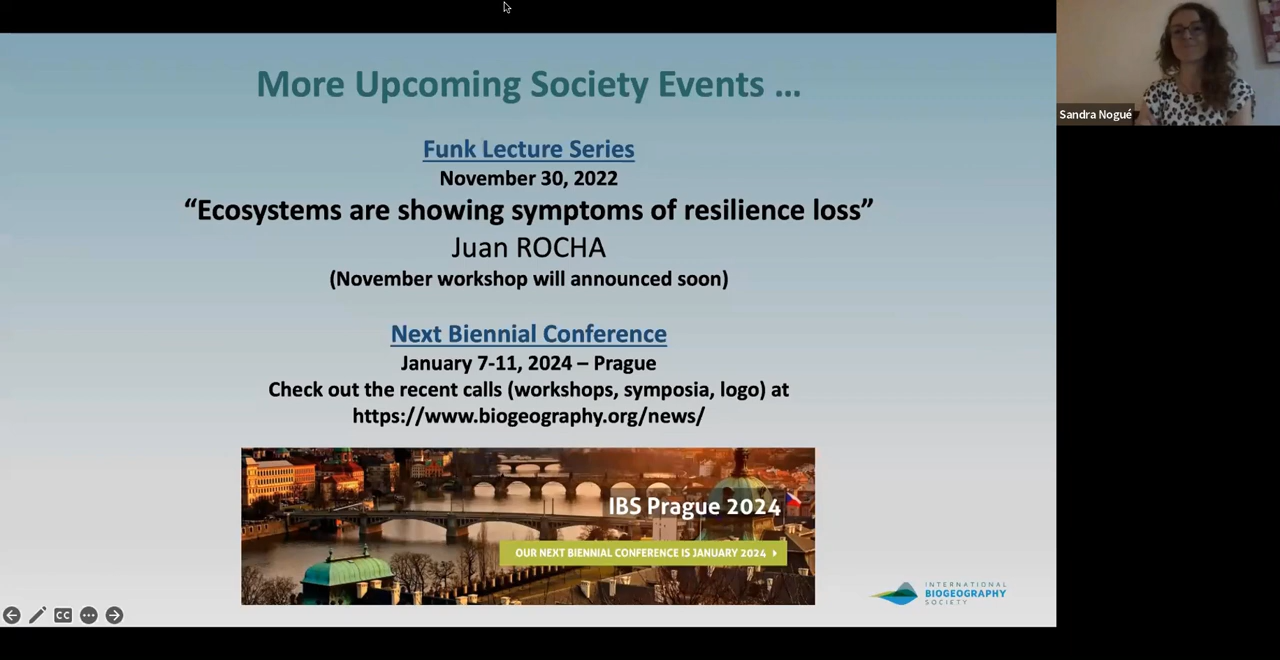 More Upcoming Society Events ...
Funk Lecture Series
November 30, 2022
“Ecosystems are showing symptoms of resilience loss”
Juan ROCHA
(November workshop will announced soon)
Next Biennial Conference
January 7-11, 2024 – Prague
Check out the recent calls (workshops, symposia, logo) at
https://www.biogeography.org/news/
IBS Prague 2024
OUR NEXT BIENNIAL CONFERENCE IS JANUARY 2024
INTERNATIONAL
BIOGEOGRAPHY
SOCIETY
CC
Sandra Nogué